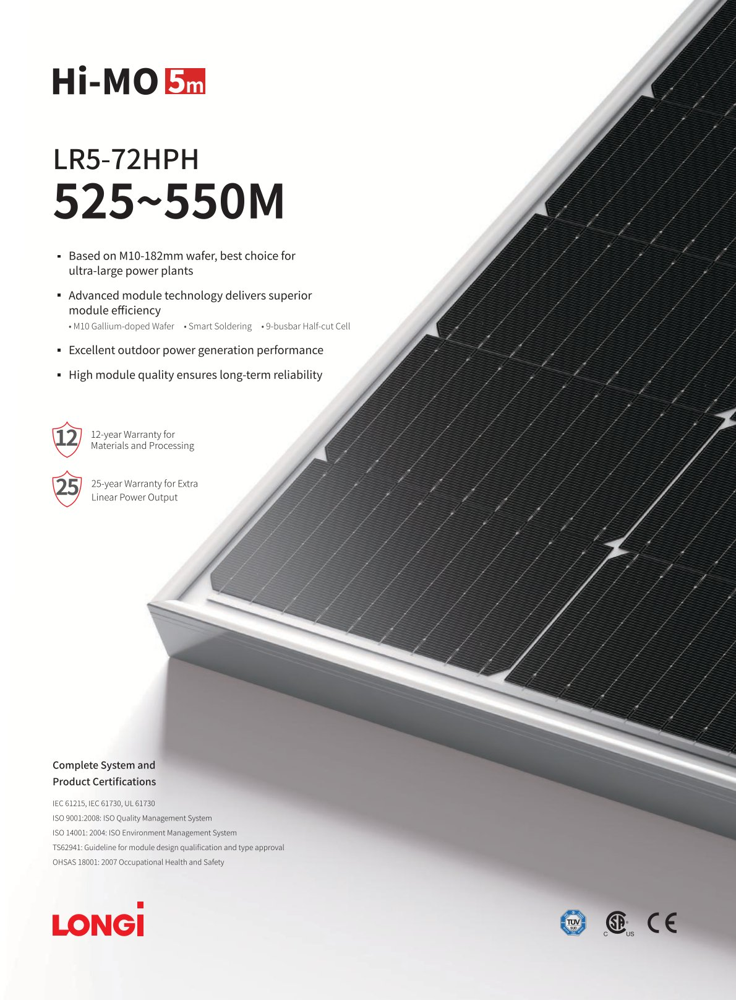 Hi-MO 5m
LR5-72HPH
525~550M
▪ Based on M10-182mm wafer, best choice for
ultra-large power plants
▪ Advanced module technology delivers superior
module efficiency
• M10 Gallium-doped Wafer • Smart Soldering • 9-busbar Half-cut Cell
▪ Excellent outdoor power generation performance
▪ High module quality ensures long-term reliability
12
12-year Warranty for
Materials and Processing
25
25-year Warranty for Extra
Linear Power Output
Complete System and
Product Certifications
IEC 61215, IEC 61730, UL 61730
ISO 9001:2008: ISO Quality Management System
ISO 14001: 2004: ISO Environment Management System
TS62941: Guideline for module design qualification and type approval
OHSAS 18001: 2007 Occupational Health and Safety
LONGi
TÜV
SÜD
C SA US
CE